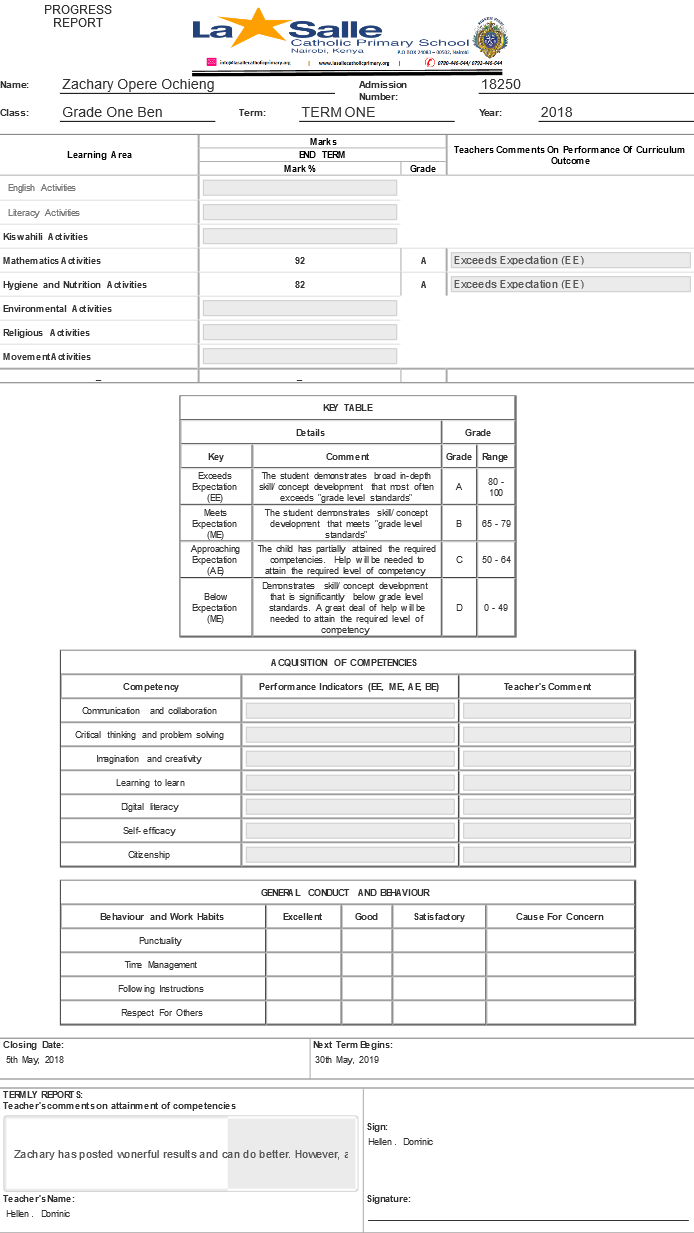 PROGRESS
REPORT
La Salle
Catholic Primary School
Nairobi, Kenya
P.O BOX 24083 – 00502, Nairobi
info@lasallecatholicprimary.org | www.lasallecatholicprimary.org | 0700-446-044/ 0792-446-044
Name: Zachary Opere Ochieng Admission Number: 18250
Class: Grade One Ben Term: TERM ONE Year: 2018
Learning Area Marks Teachers Comments On Performance Of Curriculum Outcome
END TERM
Mark % Grade
English Activities
Literacy Activities
Kiswahili Activities
Mathematics Activities 92 A Exceeds Expectation (EE)
Hygiene and Nutrition Activities 82 A Exceeds Expectation (EE)
Environmental Activities
Religious Activities
Movement Activities
_ _
KEY TABLE
Details Grade
Key Comment Grade Range
Exceeds Expectation (EE) The student demonstrates broad in-depth skill/ concept development that most often exceeds "grade level standards" A 80 - 100
Meets Expectation (ME) The student demonstrates skill/ concept development that meets "grade level standards" B 65 - 79
Approaching Expectation (AE) The child has partially attained the required competencies. Help will be needed to attain the required level of competency C 50 - 64
Below Expectation (ME) Demonstrates skill/ concept development that is significantly below grade level standards. A great deal of help will be needed to attain the required level of competency D 0 - 49
ACQUISITION OF COMPETENCIES
Competency Performance Indicators (EE, ME, AE, BE) Teacher's Comment
Communication and collaboration
Critical thinking and problem solving
Imagination and creativity
Learning to learn
Digital literacy
Self- efficacy
Citizenship
GENERAL CONDUCT AND BEHAVIOUR
Behaviour and Work Habits Excellent Good Satisfactory Cause For Concern
Punctuality
Time Management
Following Instructions
Respect For Others
Closing Date: Next Term Begins:
5th May, 2018 30th May, 2019
TERMLY REPORTS:
Teacher's comments on attainment of competencies
Zachary has posted wonerful results and can do better. However,
Sign:
Hellen . Dominic
Teacher's Name: Signature:
Hellen . Dominic